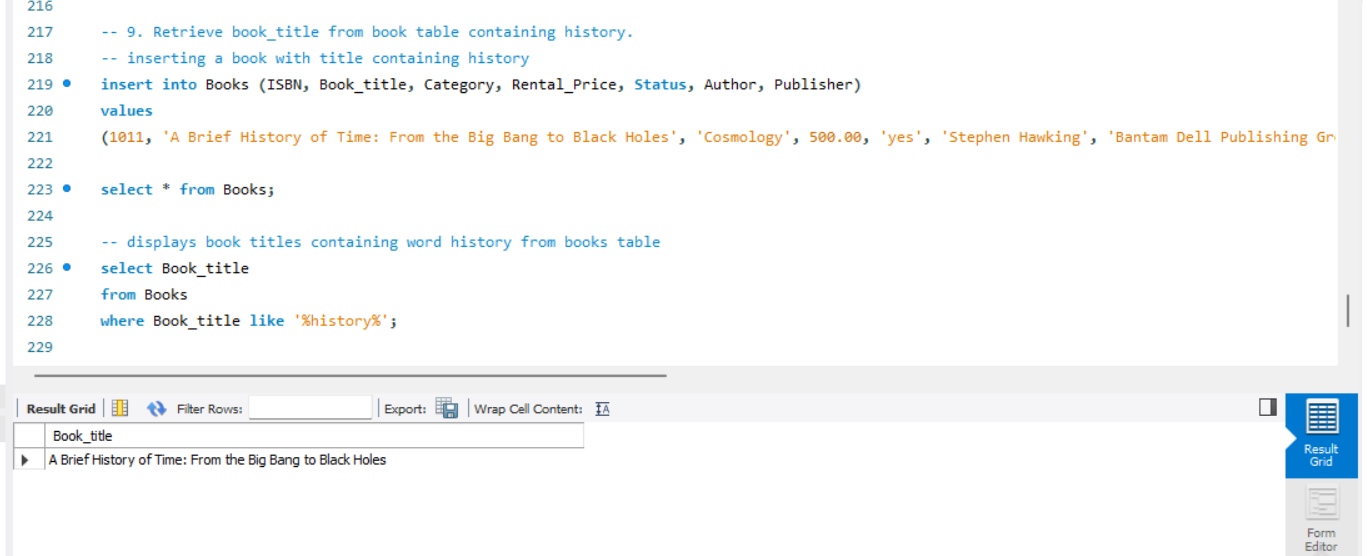 216
217 -- 9. Retrieve book_title from book table containing history.
218 -- inserting a book with title containing history
219 insert into Books (ISBN, Book_title, Category, Rental_Price, Status, Author, Publisher)
220 values
221 (1011, 'A Brief History of Time: From the Big Bang to Black Holes', 'Cosmology', 500.00, 'yes', 'Stephen Hawking', 'Bantam Dell Publishing
222
223 select * from Books;
224
225 -- displays book titles containing word history from books table
226 select Book_title
227 from Books
228 where Book_title like '%history%';
229
Result Grid Filter Rows: Export: Wrap Cell Content:
Book_title
A Brief History of Time: From the Big Bang to Black Holes
Result
Grid
Form
Editor